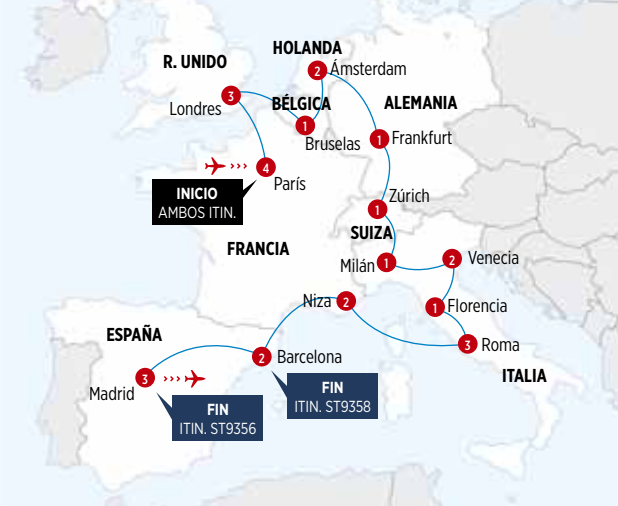 HOLANDA
R. UNIDO
2
Ámsterdam
3
Londres
BÉLGICA
ALEMANIA
1
Bruselas
1
Frankfurt
4
París
INICIO
AMBOS ITIN.
1
Zúrich
SUIZA
FRANCIA
Milán
1
2
Venecia
Niza
2
1
Florencia
ESPAÑA
3
Roma
2
Barcelona
ITALIA
Madrid
3
FIN
ITIN. ST9358
FIN
ITIN. ST9356